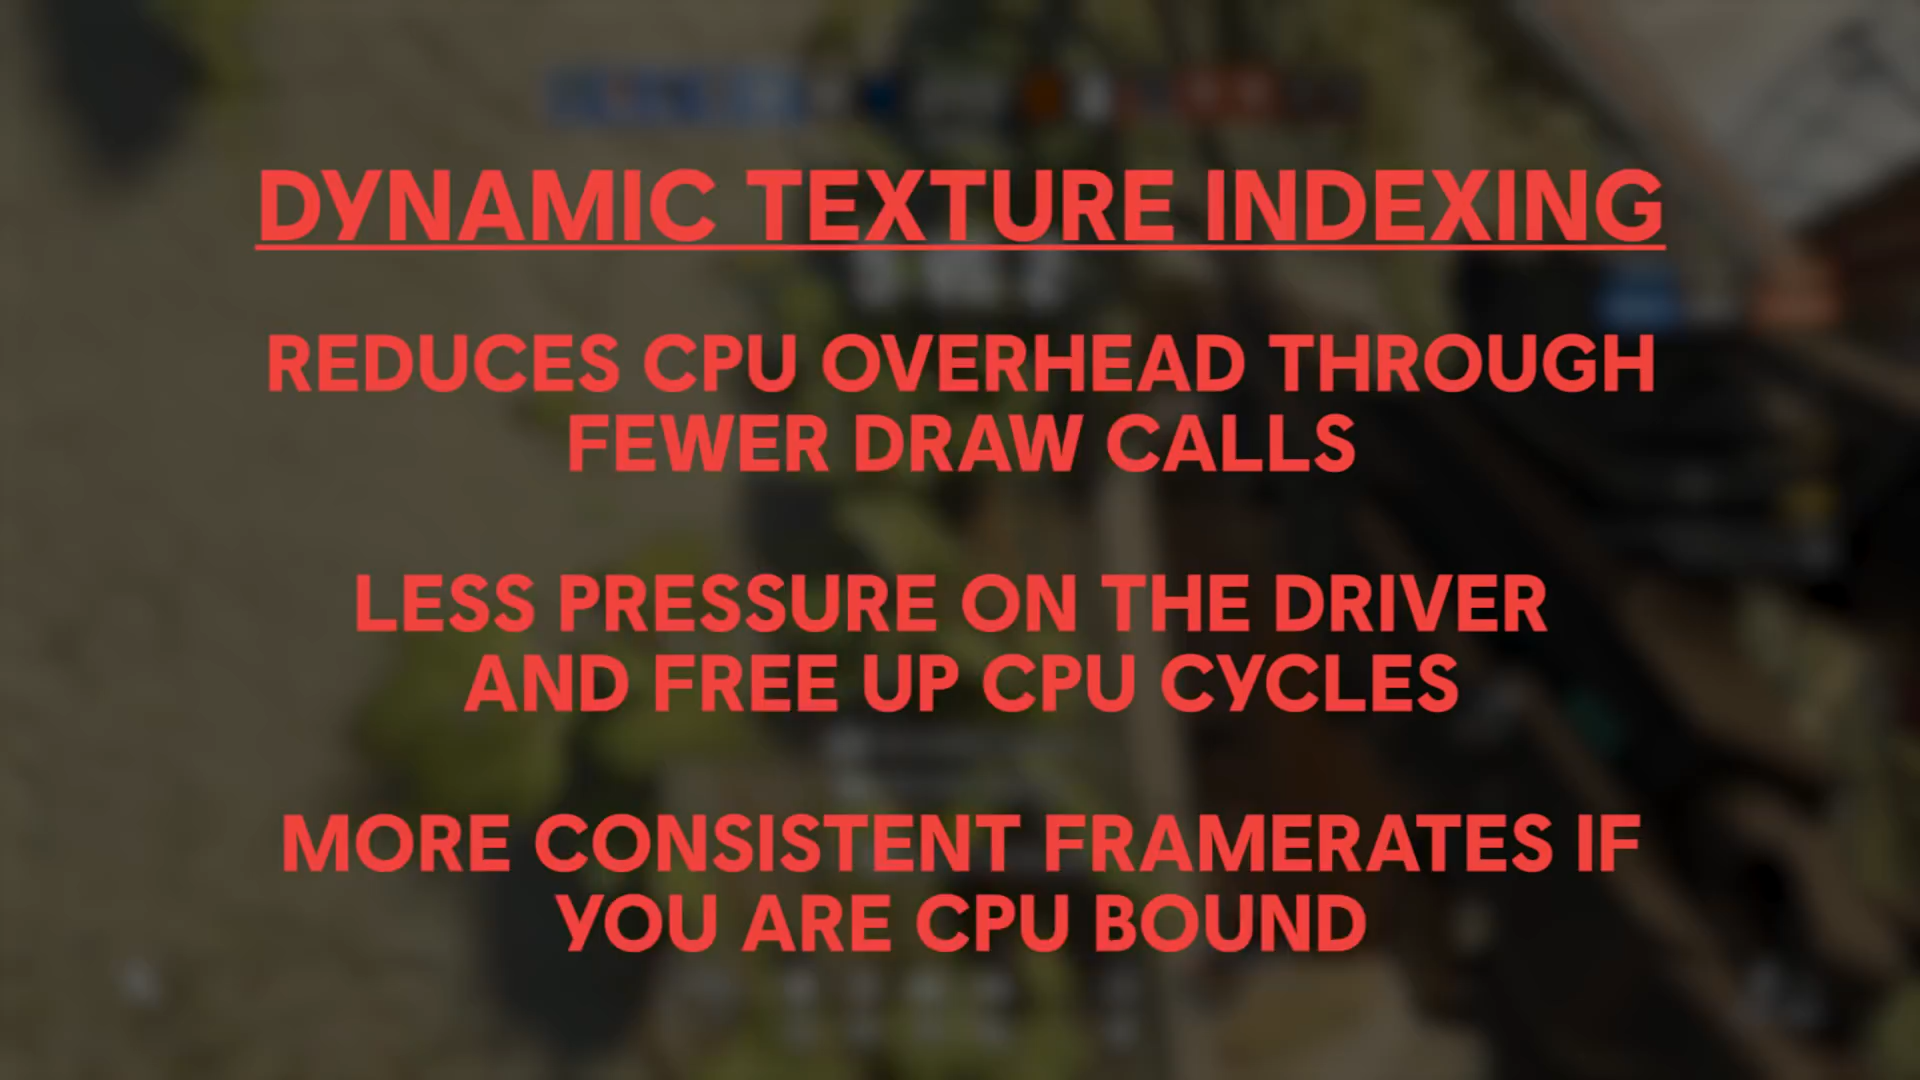 DYNAMIC TEXTURE INDEXING
REDUCES CPU OVERHEAD THROUGH
FEWER DRAW CALLS
LESS PRESSURE ON THE DRIVER
AND FREE UP CPU CYCLES
MORE CONSISTENT FRAMERATES IF
YOU ARE CPU BOUND